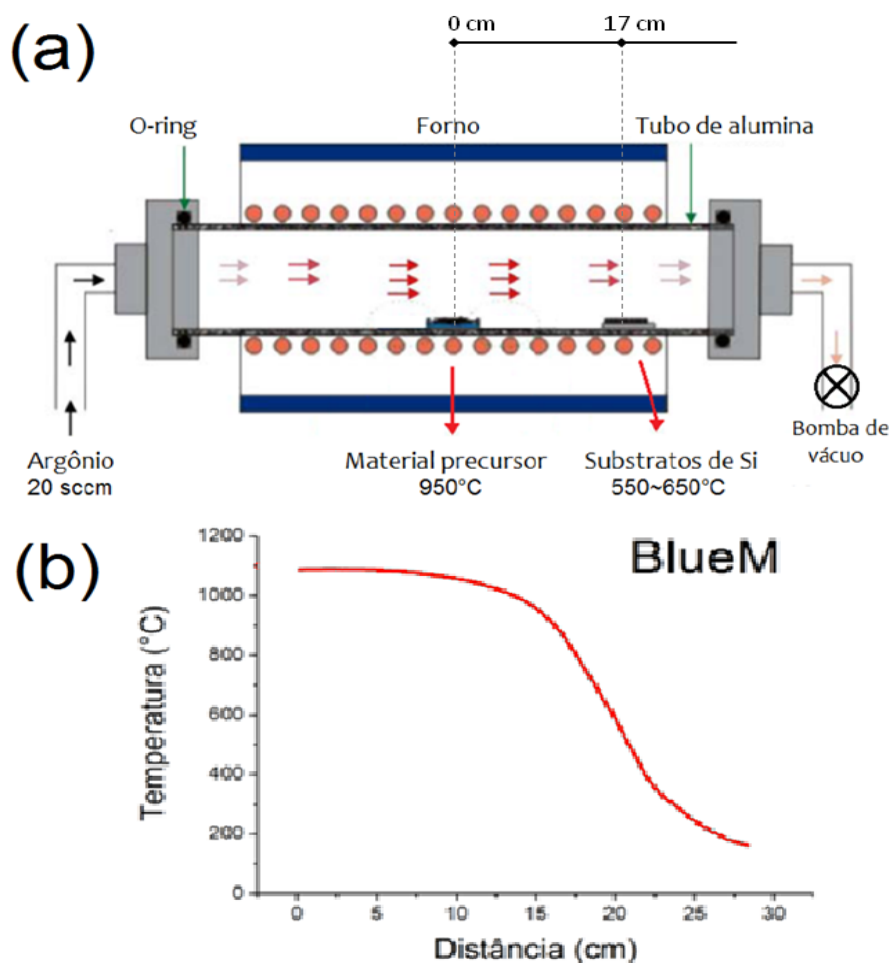 (a)
0 cm
17 cm
O-ring
Forno
Tubo de alumina
Argônio
20 sccm
Material precursor
950°C
Substratos de Si
550~650°C
Bomba de
vácuo
(b)
BlueM
Temperatura (°C)
1200
1000
800
600
400
200
0
0
5
10
15
20
25
30
Distância (cm)